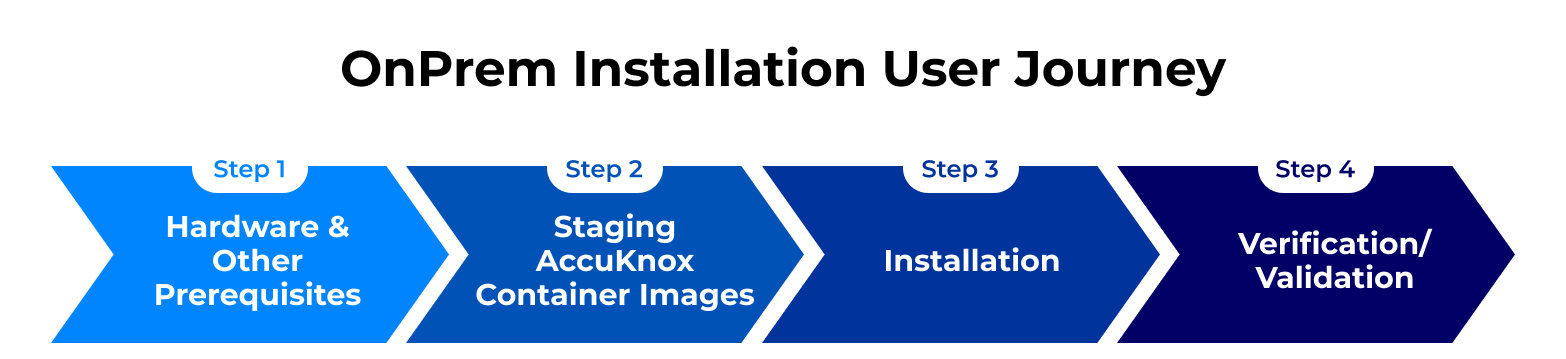 OnPrem Installation User Journey
Step 1
Hardware &
Other
Prerequisites
Step 2
Staging
AccuKnox
Container Images
Step 3
Installation
Step 4
Verification/
Validation